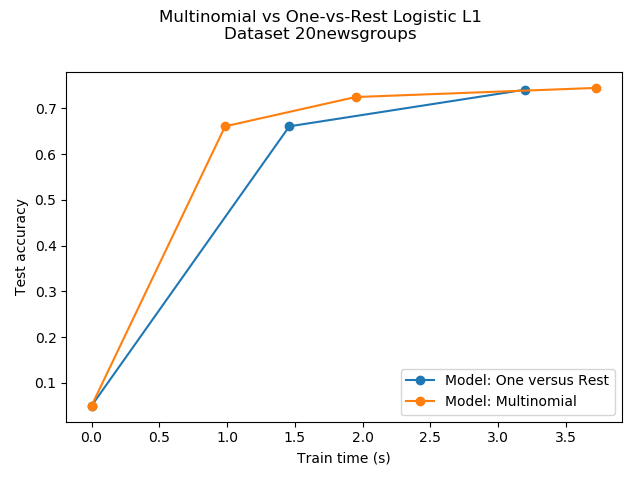 Multinomial vs One-vs-Rest Logistic L1
Dataset 20newsgroups
Test accuracy
0.7
0.6
0.5
0.4
0.3
0.2
0.1
0.0
0.5
1.0
1.5
2.0
2.5
3.0
3.5
Train time (s)
Model: One versus Rest
Model: Multinomial